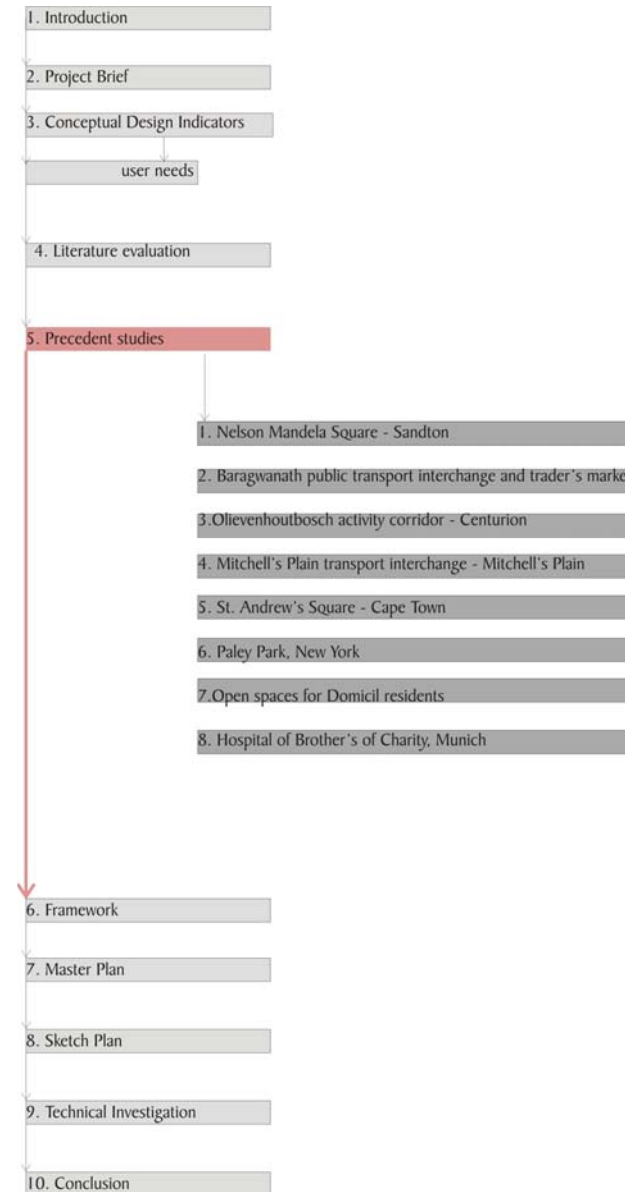 1. Introduction
2. Project Brief
3. Conceptual Design Indicators
user needs
4. Literature evaluation
5. Precedent studies
1. Nelson Mandela Square - Sandton
2. Baragwanath public transport interchange and trader's marke
3.Olievenhoutbosch activity corridor - Centurion
4. Mitchell's Plain transport interchange - Mitchell's Plain
5. St. Andrew's Square - Cape Town
6. Paley Park, New York
7.Open spaces for Domicil residents
8. Hospital of Brother's of Charity, Munich
6. Framework
7. Master Plan
8. Sketch Plan
9. Technical Investigation
10. Conclusion